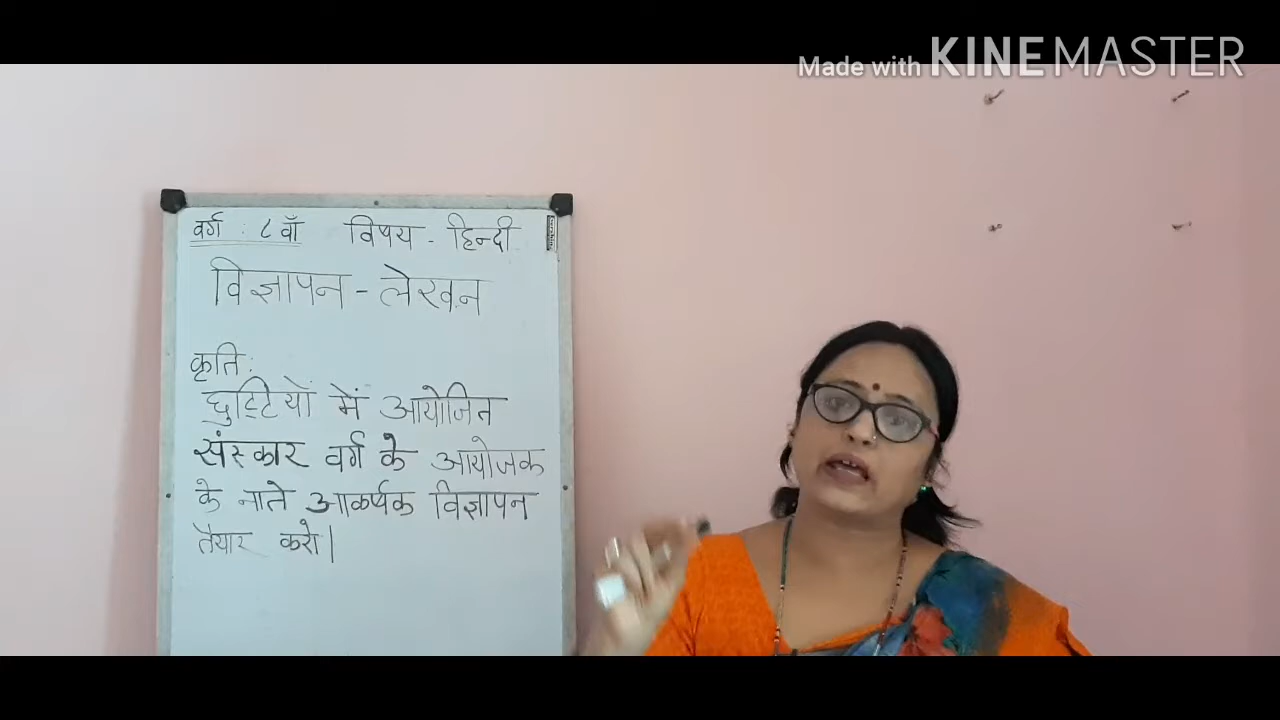 Made with KINEMASTER
वर्ग : ८ वाँ विषय - हिन्दी
विज्ञापन - लेखन
कृति :
छुट्टियों में आयोजित
संस्कार वर्ग के आयोजक
के नाते आकर्षक विज्ञापन
तैयार करो|